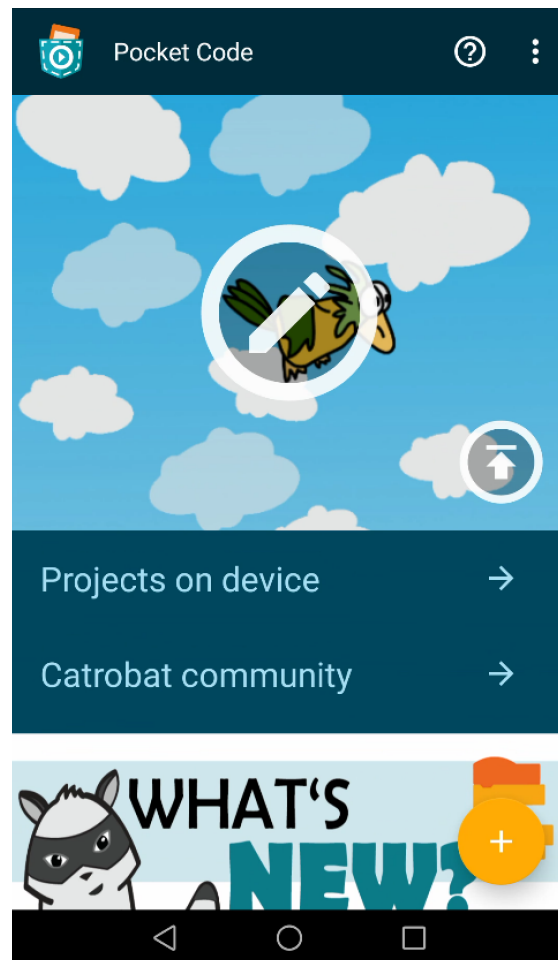 Pocket Code
Projects on device
Catrobat community
WHAT‘S
NEW?